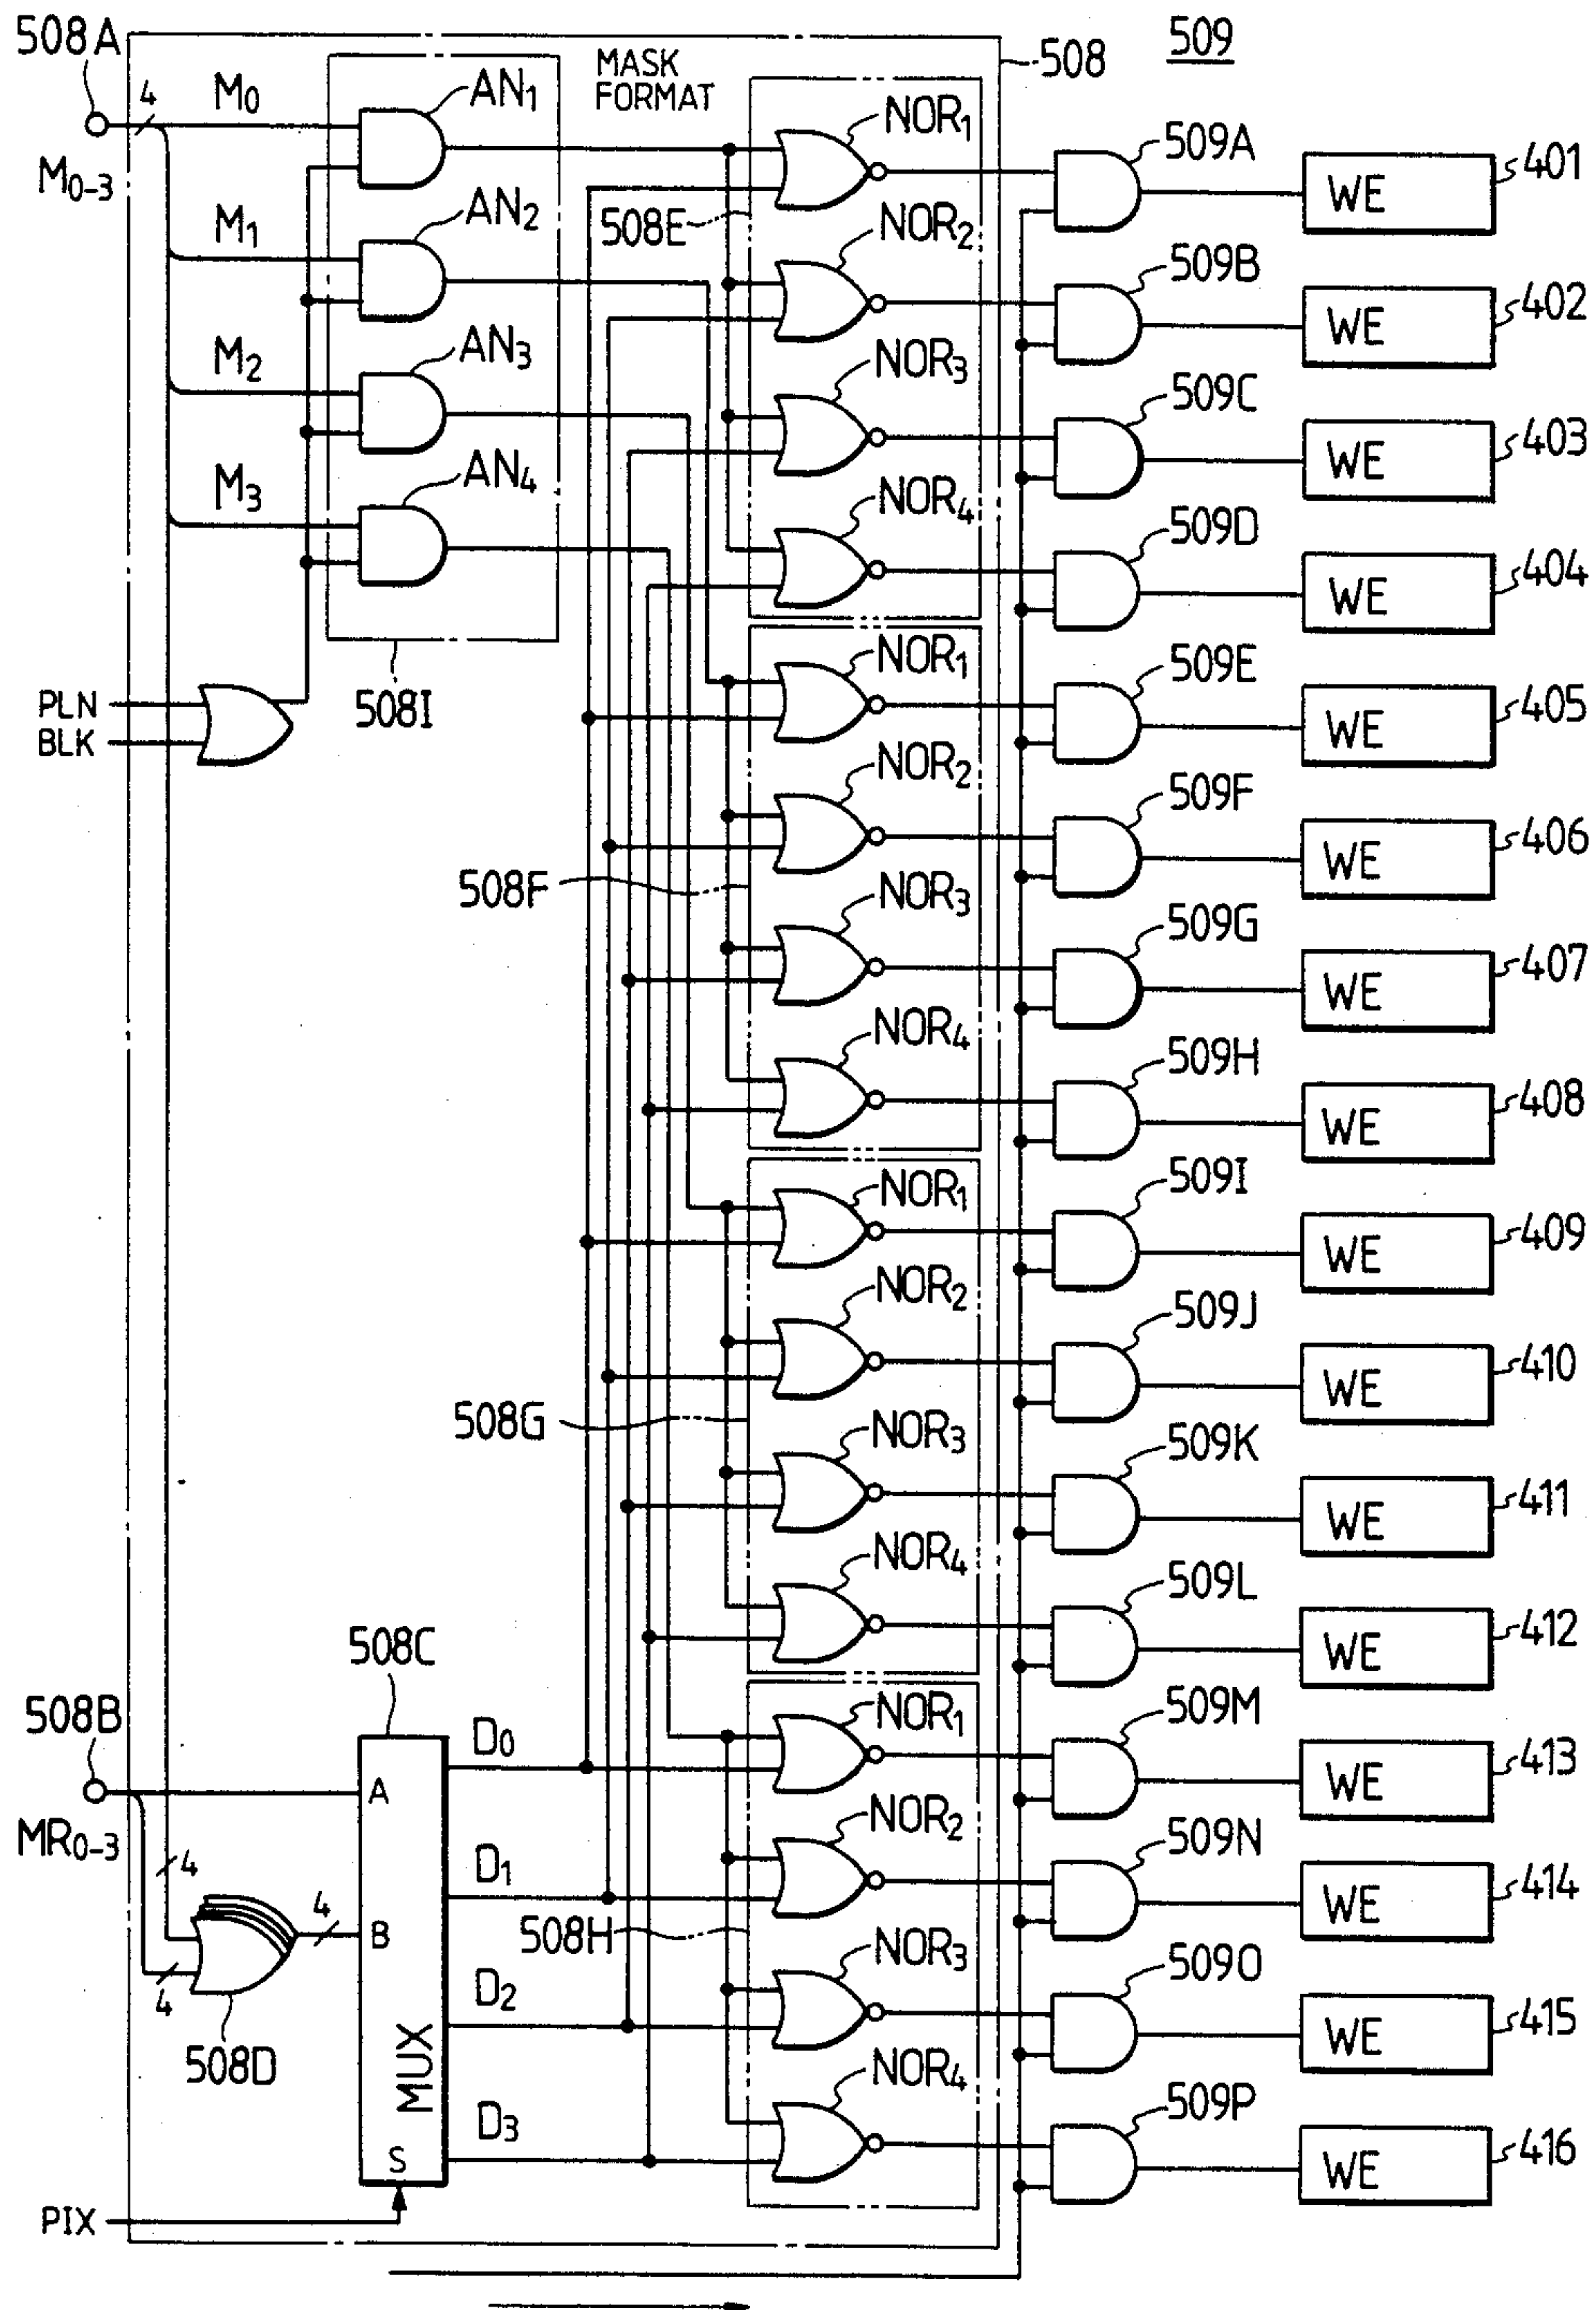 508A
4
M0
AN1
MASK
FORMAT
508
509
M0-3
NOR1
509A
WE
401
508E
M1
AN2
NOR2
509B
WE
402
M2
AN3
NOR3
509C
WE
403
M3
AN4
NOR4
509D
WE
404
PLN
BLK
508I
NOR1
509E
WE
405
NOR2
509F
WE
406
508F
NOR3
509G
WE
407
NOR4
509H
WE
408
NOR1
509I
WE
409
NOR2
509J
WE
410
508G
NOR3
509K
WE
411
NOR4
509L
WE
412
508C
508B
MR0-3
A
D0
NOR1
509M
WE
413
4
4
4
B
D1
NOR2
509N
WE
414
508H
508D
D2
NOR3
509O
WE
415
MUX
D3
NOR4
509P
WE
416
S
PIX